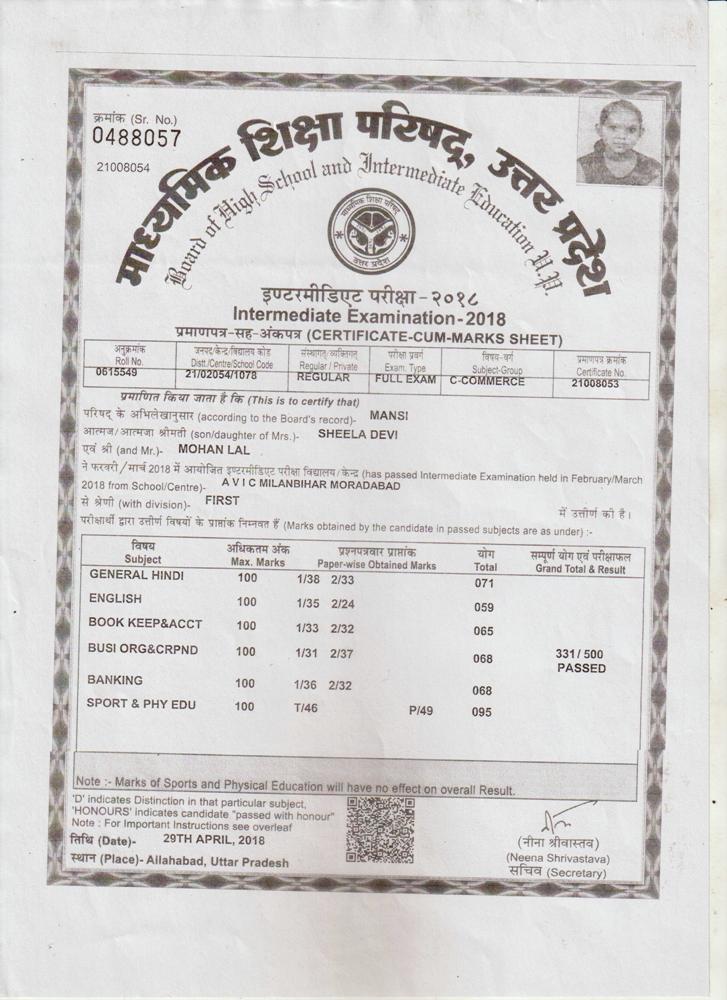 क्रमांक (Sr. No.)
0488057
21008054
माध्यमिक शिक्षा परिषद्, उत्तर प्रदेश
Board of High School and Intermediate Education U.P.
माध्यमिक शिक्षा परिषद
उत्तर प्रदेश
इण्टरमीडिएट परीक्षा - २०१८
Intermediate Examination - 2018
प्रमाणपत्र-सह-अंकपत्र (CERTIFICATE-CUM-MARKS SHEET)
अनुक्रमांक जनपद/केन्द्र/विद्यालय कोड संस्थागत/व्यक्तिगत परीक्षा प्रवर्ग विषय-वर्ग प्रमाणपत्र क्रमांक
Roll No. Distt./Centre/School Code Regular / Private Exam. Type Subject-Group Certificate No.
0615549 21/02054/1078 REGULAR FULL EXAM C-COMMERCE 21008053
प्रमाणित किया जाता है कि (This is to certify that)
परिषद् के अभिलेखानुसार (according to the Board's record)- MANSI
आत्मज/आत्मजा श्रीमती (son/daughter of Mrs.)- SHEELA DEVI
एवं श्री (and Mr.)- MOHAN LAL
ने फरवरी/मार्च 2018 में आयोजित इण्टरमीडिएट परीक्षा विद्यालय/केन्द्र (has passed Intermediate Examination held in February/March
2018 from School/Centre)- A V I C MILANBIHAR MORADABAD
से श्रेणी (with division)- FIRST में उत्तीर्ण की है।
परीक्षार्थी द्वारा उत्तीर्ण विषयों के प्राप्तांक निम्नवत हैं (Marks obtained by the candidate in passed subjects are as under) :-
विषय अधिकतम अंक प्रश्नपत्रवार प्राप्तांक योग सम्पूर्ण योग एवं परीक्षाफल
Subject Max. Marks Paper-wise Obtained Marks Total Grand Total & Result
GENERAL HINDI 100 1/38 2/33 071
ENGLISH 100 1/35 2/24 059
BOOK KEEP&ACCT 100 1/33 2/32 065
BUSI ORG&CRPND 100 1/31 2/37 068 331/ 500
PASSED
BANKING 100 1/36 2/32 068
SPORT & PHY EDU 100 T/46 P/49 095
Note :- Marks of Sports and Physical Education will have no effect on overall Result.
'D' indicates Distinction in that particular subject,
'HONOURS' indicates candidate "passed with honour"
Note : For Important Instructions see overleaf
तिथि (Date)- 29TH APRIL, 2018
स्थान (Place)- Allahabad, Uttar Pradesh
(नीना श्रीवास्तव)
(Neena Shrivastava)
सचिव (Secretary)